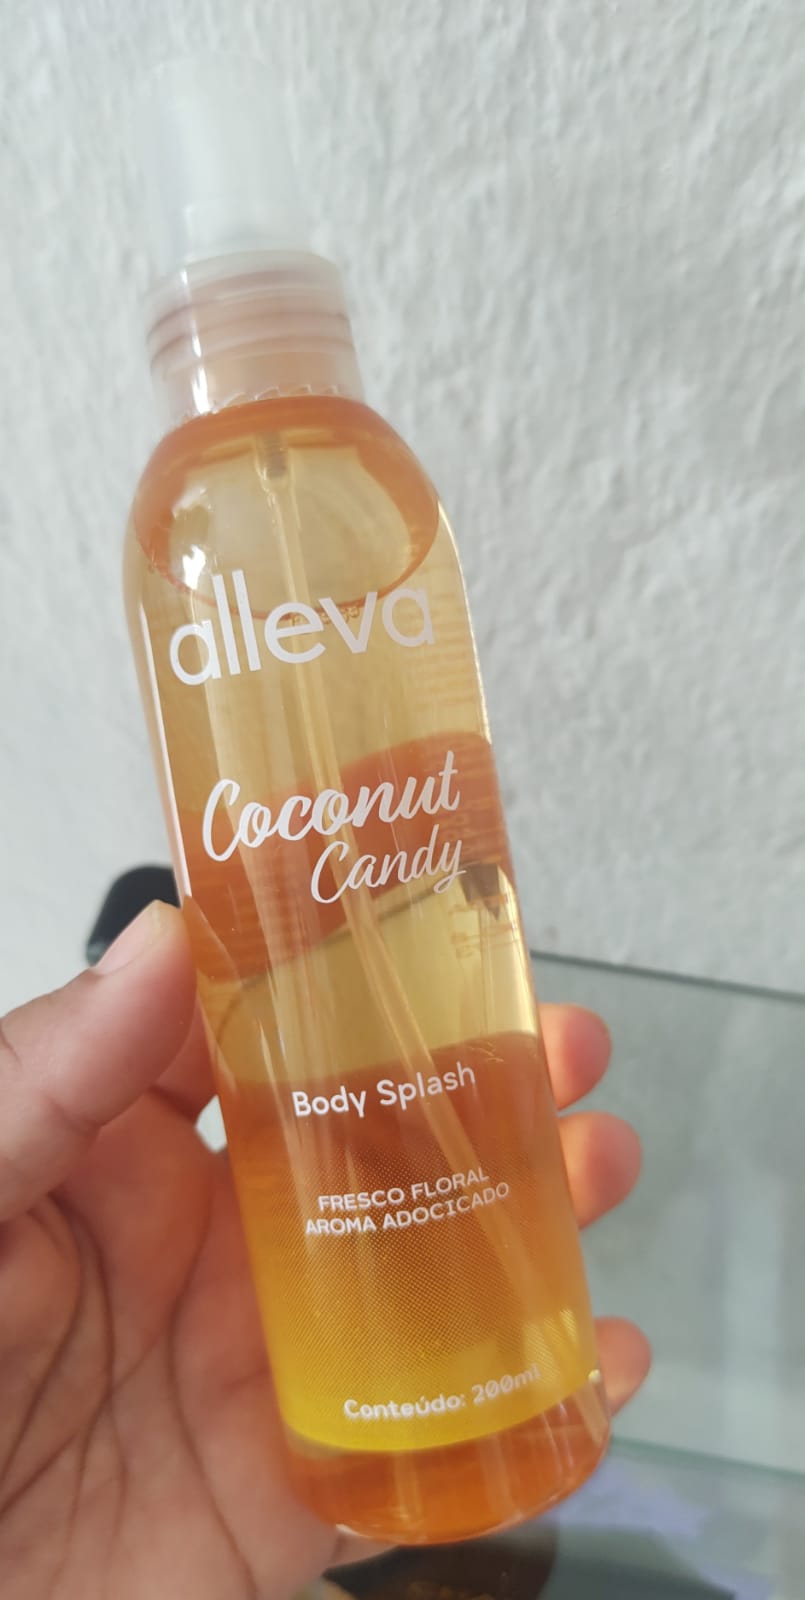 alleva
Coconut
Candy
Body Splash
FRESCO FLORAL
AROMA ADOCICADO
Conteúdo: 200ml